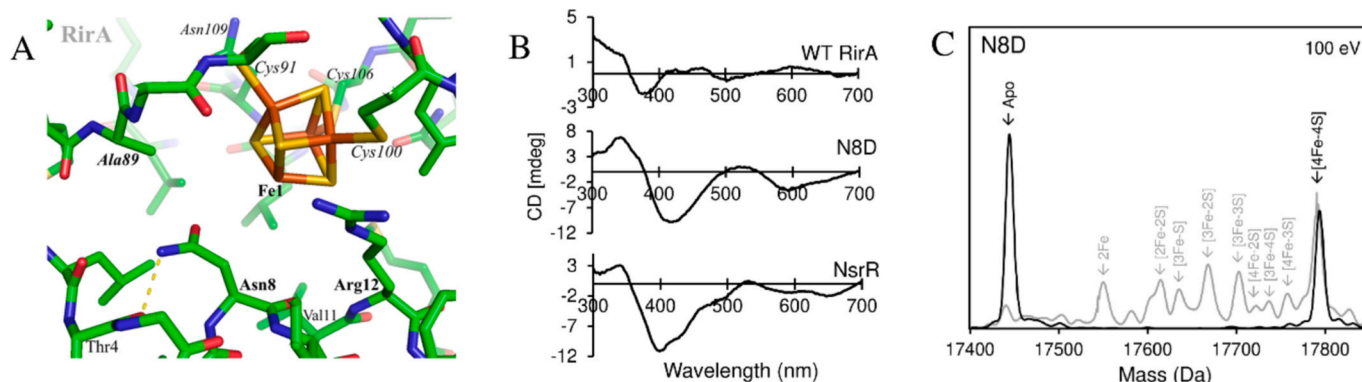 A
RirA
Asn109
Cys91
Cys106
Ala89
Cys100
Fe1
Asn8
Arg12
Val11
Thr4
B
5
WT RirA
1
300 400 500 600 700
-3
8
N8D
3
-2
300 400 500 600 700
-7
-12
CD [mdeg]
3
NsrR
-2
300 400 500 600 700
-7
-12
Wavelength (nm)
C
N8D
100 eV
← Apo
← 2Fe
← [2Fe-2S]
← [3Fe-S]
← [3Fe-2S]
← [3Fe-3S]
← [4Fe-2S]
← [3Fe-4S]
← [4Fe-3S]
← [4Fe-4S]
17400 17500 17600 17700 17800
Mass (Da)